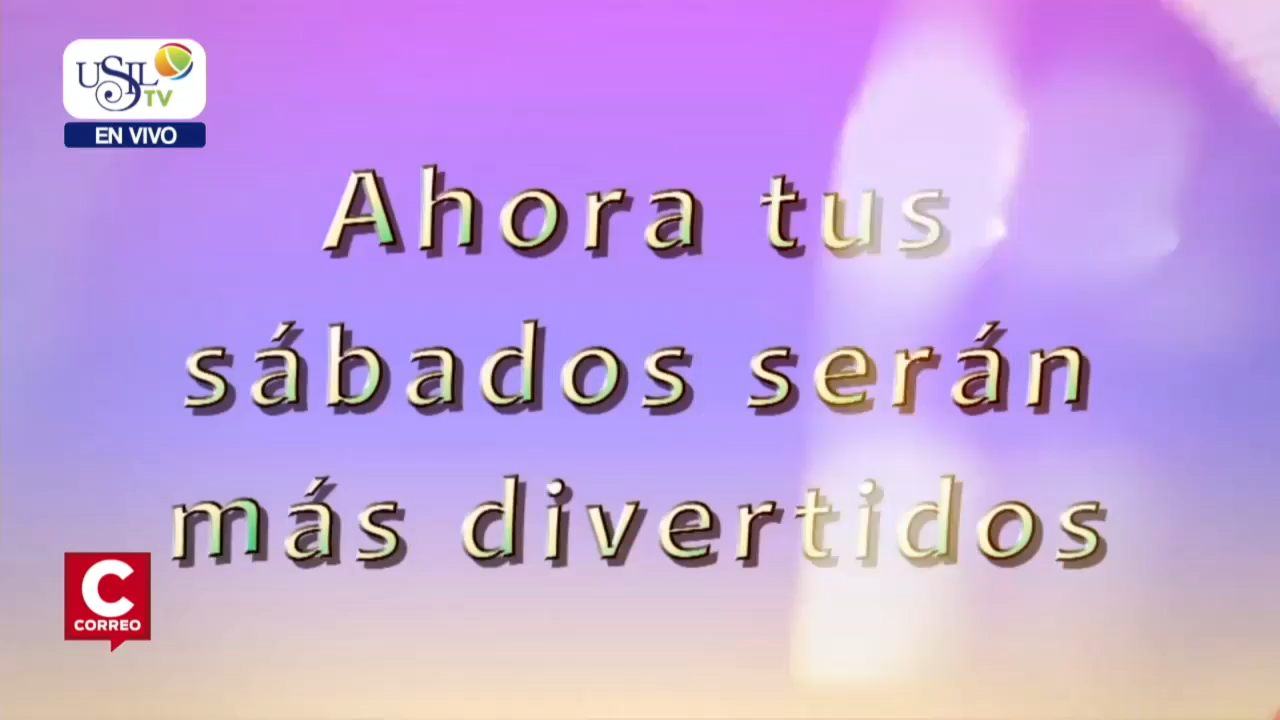 USIL
TV
EN VIVO
Ahora tus
sábados serán
más divertidos
C
CORREO